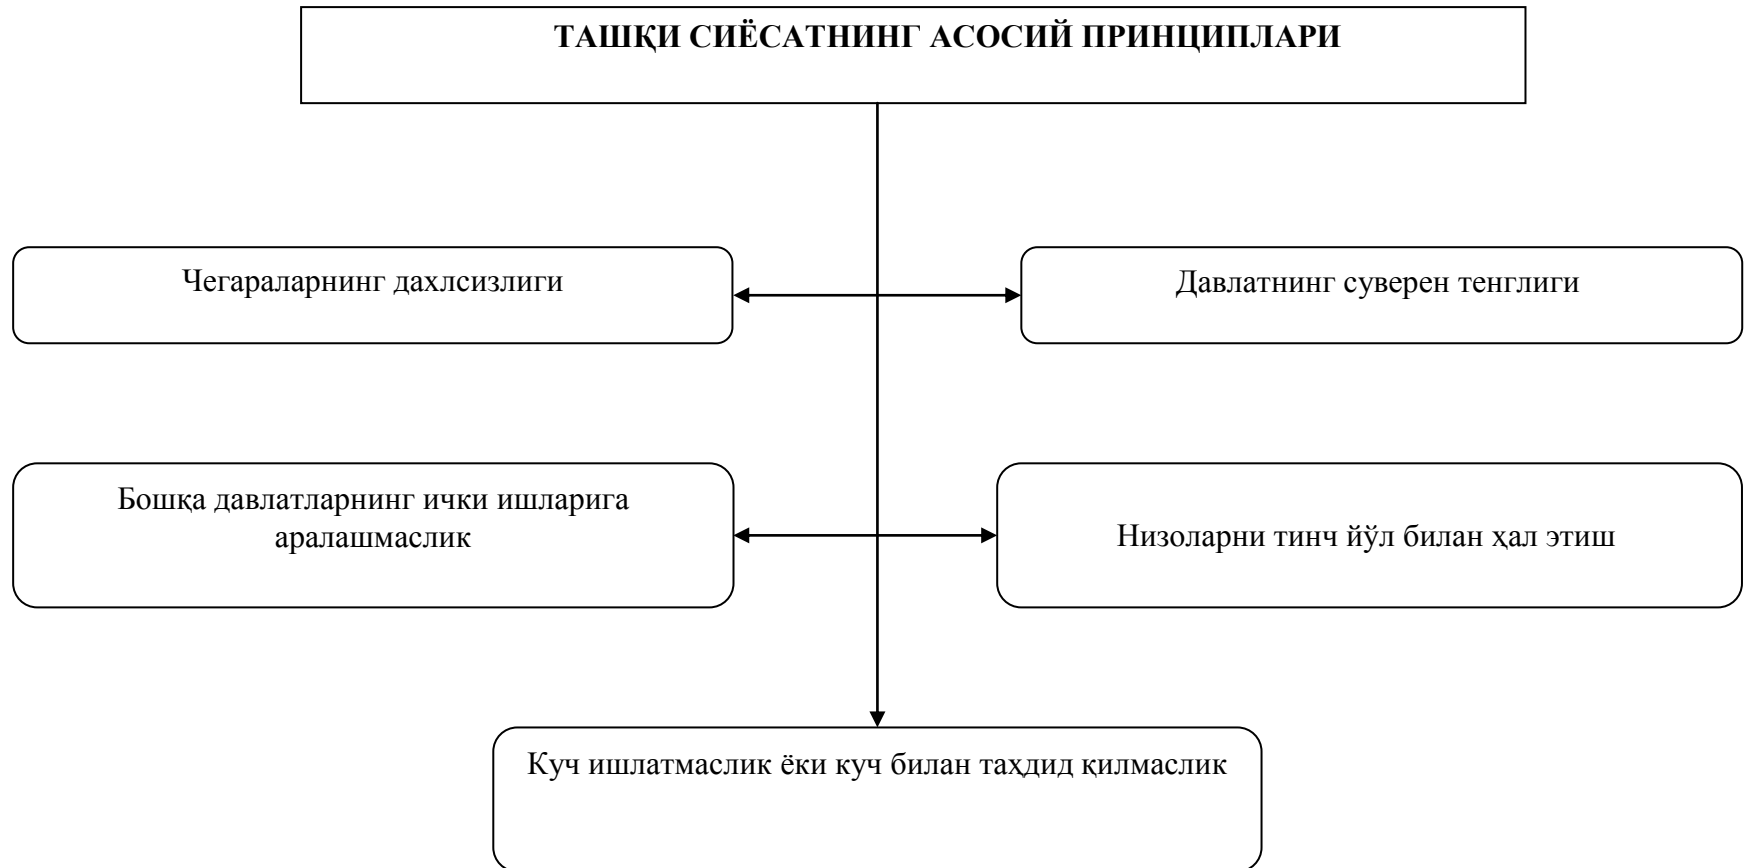 ТАШҚИ СИЁСАТНИНГ АСОСИЙ ПРИНЦИПЛАРИ
Чегараларнинг дахлсизлиги
Давлатнинг суверен тенглиги
Бошқа давлатларнинг ички ишларига
аралашмаслик
Низоларни тинч йўл билан ҳал этиш
Куч ишлатмаслик ёки куч билан таҳдид қилмаслик